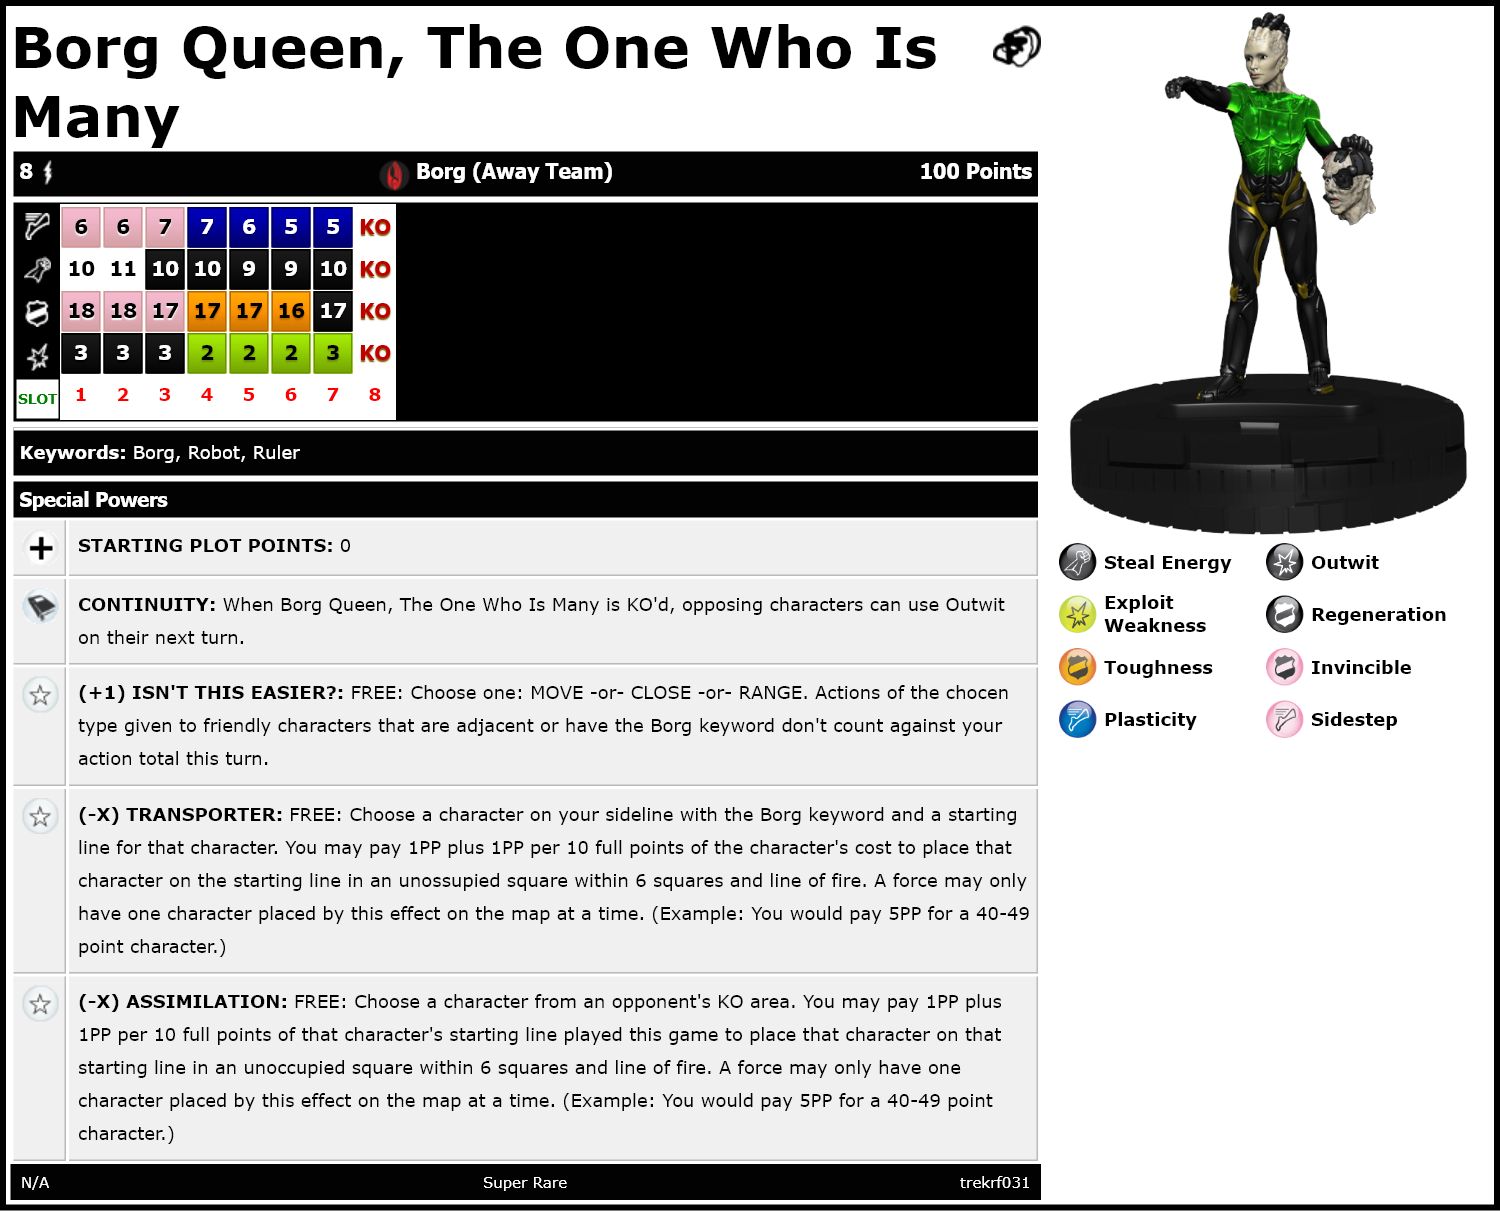 Borg Queen, The One Who Is
Many
8 Borg (Away Team) 100 Points
6 6 7 7 6 5 5 KO
10 11 10 10 9 9 10 KO
18 18 17 17 17 16 17 KO
3 3 3 2 2 2 3 KO
SLOT 1 2 3 4 5 6 7 8
Keywords: Borg, Robot, Ruler
Special Powers
STARTING PLOT POINTS: 0
CONTINUITY: When Borg Queen, The One Who Is Many is KO'd, opposing characters can use Outwit
on their next turn.
(+1) ISN'T THIS EASIER?: FREE: Choose one: MOVE -or- CLOSE -or- RANGE. Actions of the chocen
type given to friendly characters that are adjacent or have the Borg keyword don't count against your
action total this turn.
(-X) TRANSPORTER: FREE: Choose a character on your sideline with the Borg keyword and a starting
line for that character. You may pay 1PP plus 1PP per 10 full points of the character's cost to place that
character on the starting line in an unossupied square within 6 squares and line of fire. A force may only
have one character placed by this effect on the map at a time. (Example: You would pay 5PP for a 40-49
point character.)
(-X) ASSIMILATION: FREE: Choose a character from an opponent's KO area. You may pay 1PP plus
1PP per 10 full points of that character's starting line played this game to place that character on that
starting line in an unoccupied square within 6 squares and line of fire. A force may only have one
character placed by this effect on the map at a time. (Example: You would pay 5PP for a 40-49 point
character.)
N/A Super Rare trekrf031
Steal Energy Outwit
Exploit
Weakness Regeneration
Toughness Invincible
Plasticity Sidestep